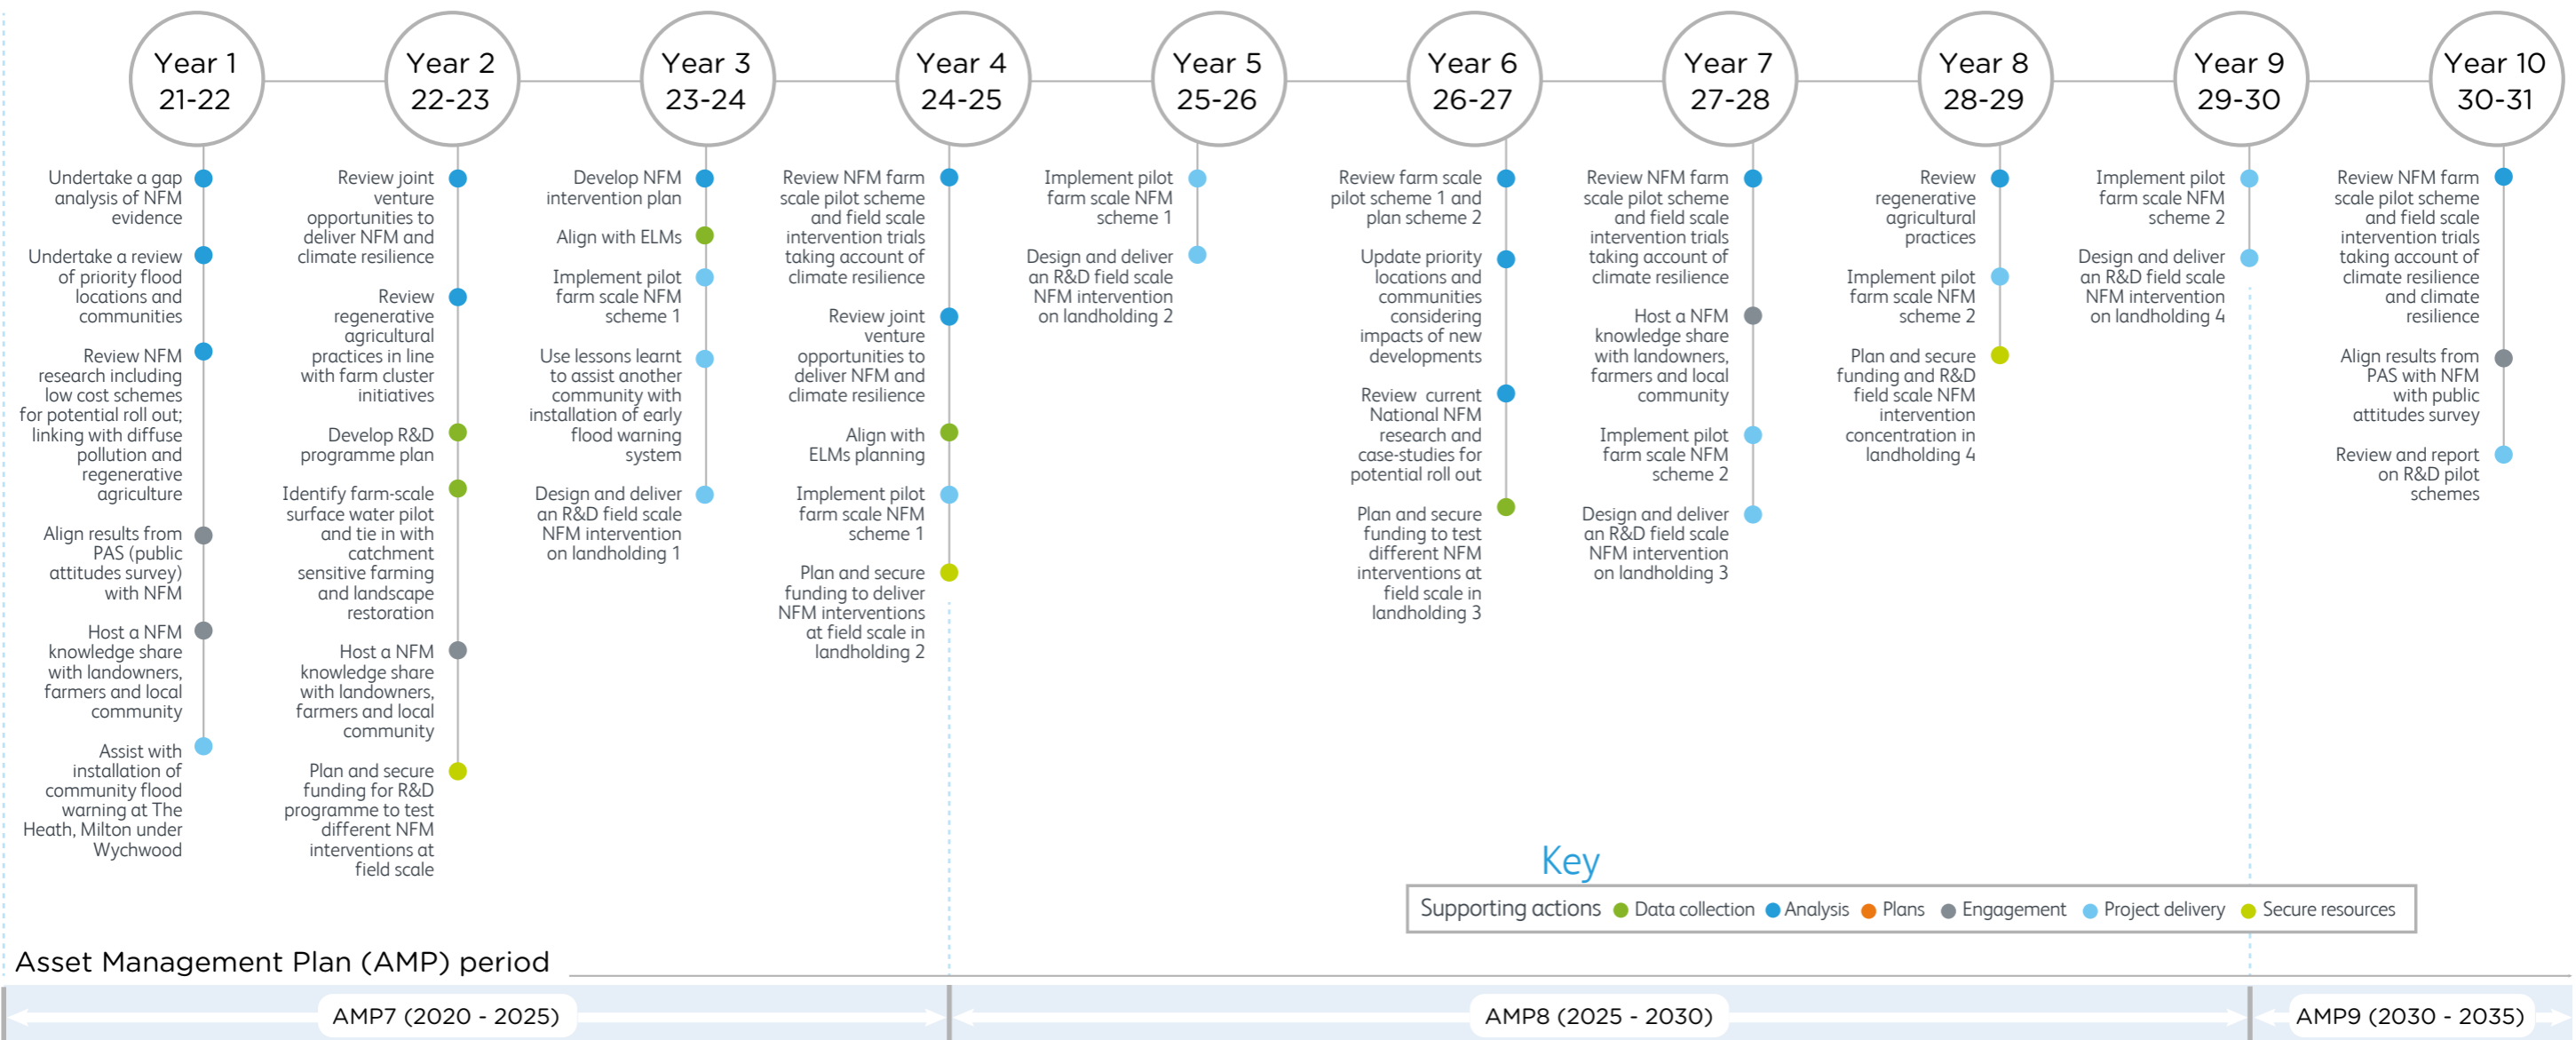 Year 1
21-22
Year 2
22-23
Year 3
23-24
Year 4
24-25
Year 5
25-26
Year 6
26-27
Year 7
27-28
Year 8
28-29
Year 9
29-30
Year 10
30-31
Undertake a gap
analysis of NFM
evidence
Undertake a review
of priority flood
locations and
communities
Review NFM
research including
low cost schemes
for potential roll out;
linking with diffuse
pollution and
regenerative
agriculture
Align results from
PAS (public
attitudes survey)
with NFM
Host a NFM
knowledge share
with landowners,
farmers and local
community
Assist with
installation of
community flood
warning at The
Heath, Milton under
Wychwood
Review joint
venture
opportunities to
deliver NFM and
climate resilience
Review
regenerative
agricultural
practices in line
with farm cluster
initiatives
Develop R&D
programme plan
Identify farm-scale
surface water pilot
and tie in with
catchment
sensitive farming
and landscape
restoration
Host a NFM
knowledge share
with landowners,
farmers and local
community
Plan and secure
funding for R&D
programme to test
different NFM
interventions at
field scale
Develop NFM
intervention plan
Align with ELMs
Implement pilot
farm scale NFM
scheme 1
Use lessons learnt
to assist another
community with
installation of early
flood warning
system
Design and deliver
an R&D field scale
NFM intervention
on landholding 1
Review NFM farm
scale pilot scheme
and field scale
intervention trials
taking account of
climate resilience
Review joint
venture
opportunities to
deliver NFM and
climate resilience
Align with
ELMs planning
Implement pilot
farm scale NFM
scheme 1
Plan and secure
funding to deliver
NFM interventions
at field scale in
landholding 2
Implement pilot
farm scale NFM
scheme 1
Design and deliver
an R&D field scale
NFM intervention
on landholding 2
Review farm scale
pilot scheme 1 and
plan scheme 2
Update priority
locations and
communities
considering
impacts of new
developments
Review current
National NFM
research and
case-studies for
potential roll out
Plan and secure
funding to test
different NFM
interventions at
field scale in
landholding 3
Review NFM farm
scale pilot scheme
and field scale
intervention trials
taking account of
climate resilience
Host a NFM
knowledge share
with landowners,
farmers and local
community
Implement pilot
farm scale NFM
scheme 2
Design and deliver
an R&D field scale
NFM intervention
on landholding 3
Review
regenerative
agricultural
practices
Implement pilot
farm scale NFM
scheme 2
Plan and secure
funding and R&D
field scale NFM
intervention
concentration in
landholding 4
Implement pilot
farm scale NFM
scheme 2
Design and deliver
an R&D field scale
NFM intervention
on landholding 4
Review NFM farm
scale pilot scheme
and field scale
intervention trials
taking account of
climate resilience
and climate
resilience
Align results from
PAS with NFM
with public
attitudes survey
Review and report
on R&D pilot
schemes
Key
Supporting actions Data collection Analysis Plans Engagement Project delivery Secure resources
Asset Management Plan (AMP) period
AMP7 (2020 - 2025)
AMP8 (2025 - 2030)
AMP9 (2030 - 2035)